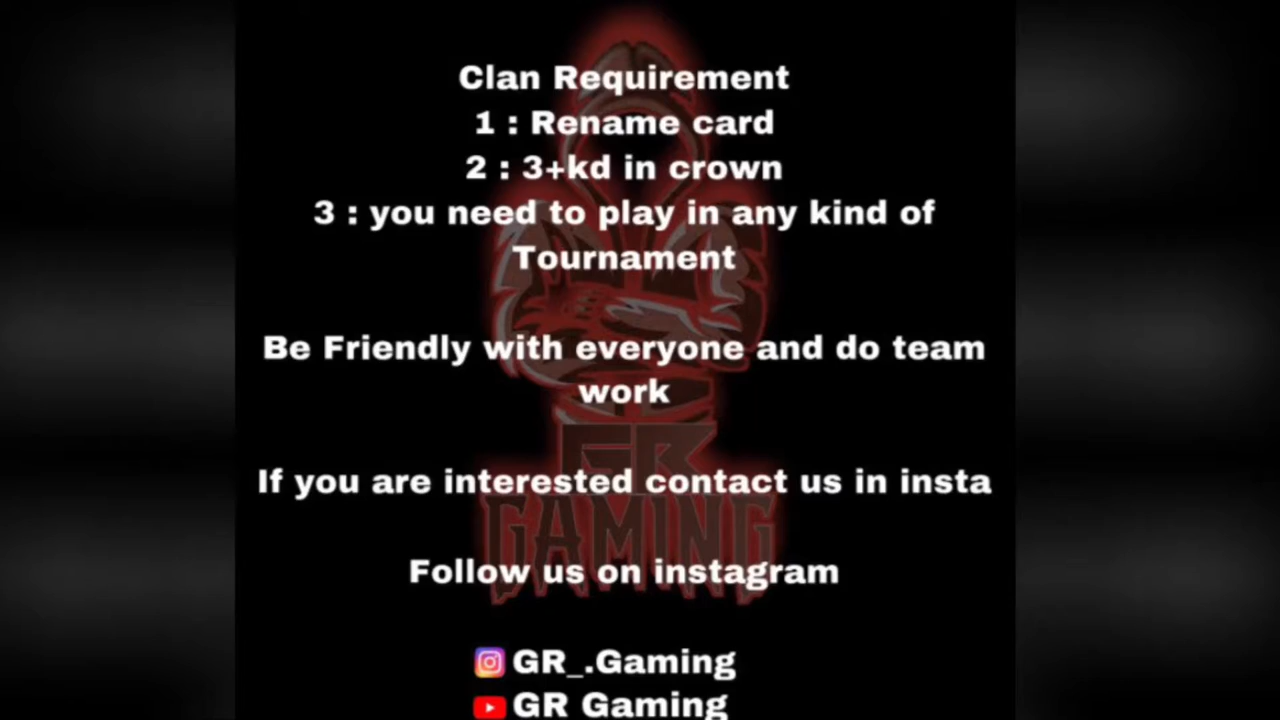 Clan Requirement
1 : Rename card
2 : 3+kd in crown
3 : you need to play in any kind of
Tournament
Be Friendly with everyone and do team
work
GR
If you are interested contact us in insta
GAMING
Follow us on instagram
GR_.Gaming
GR Gaming